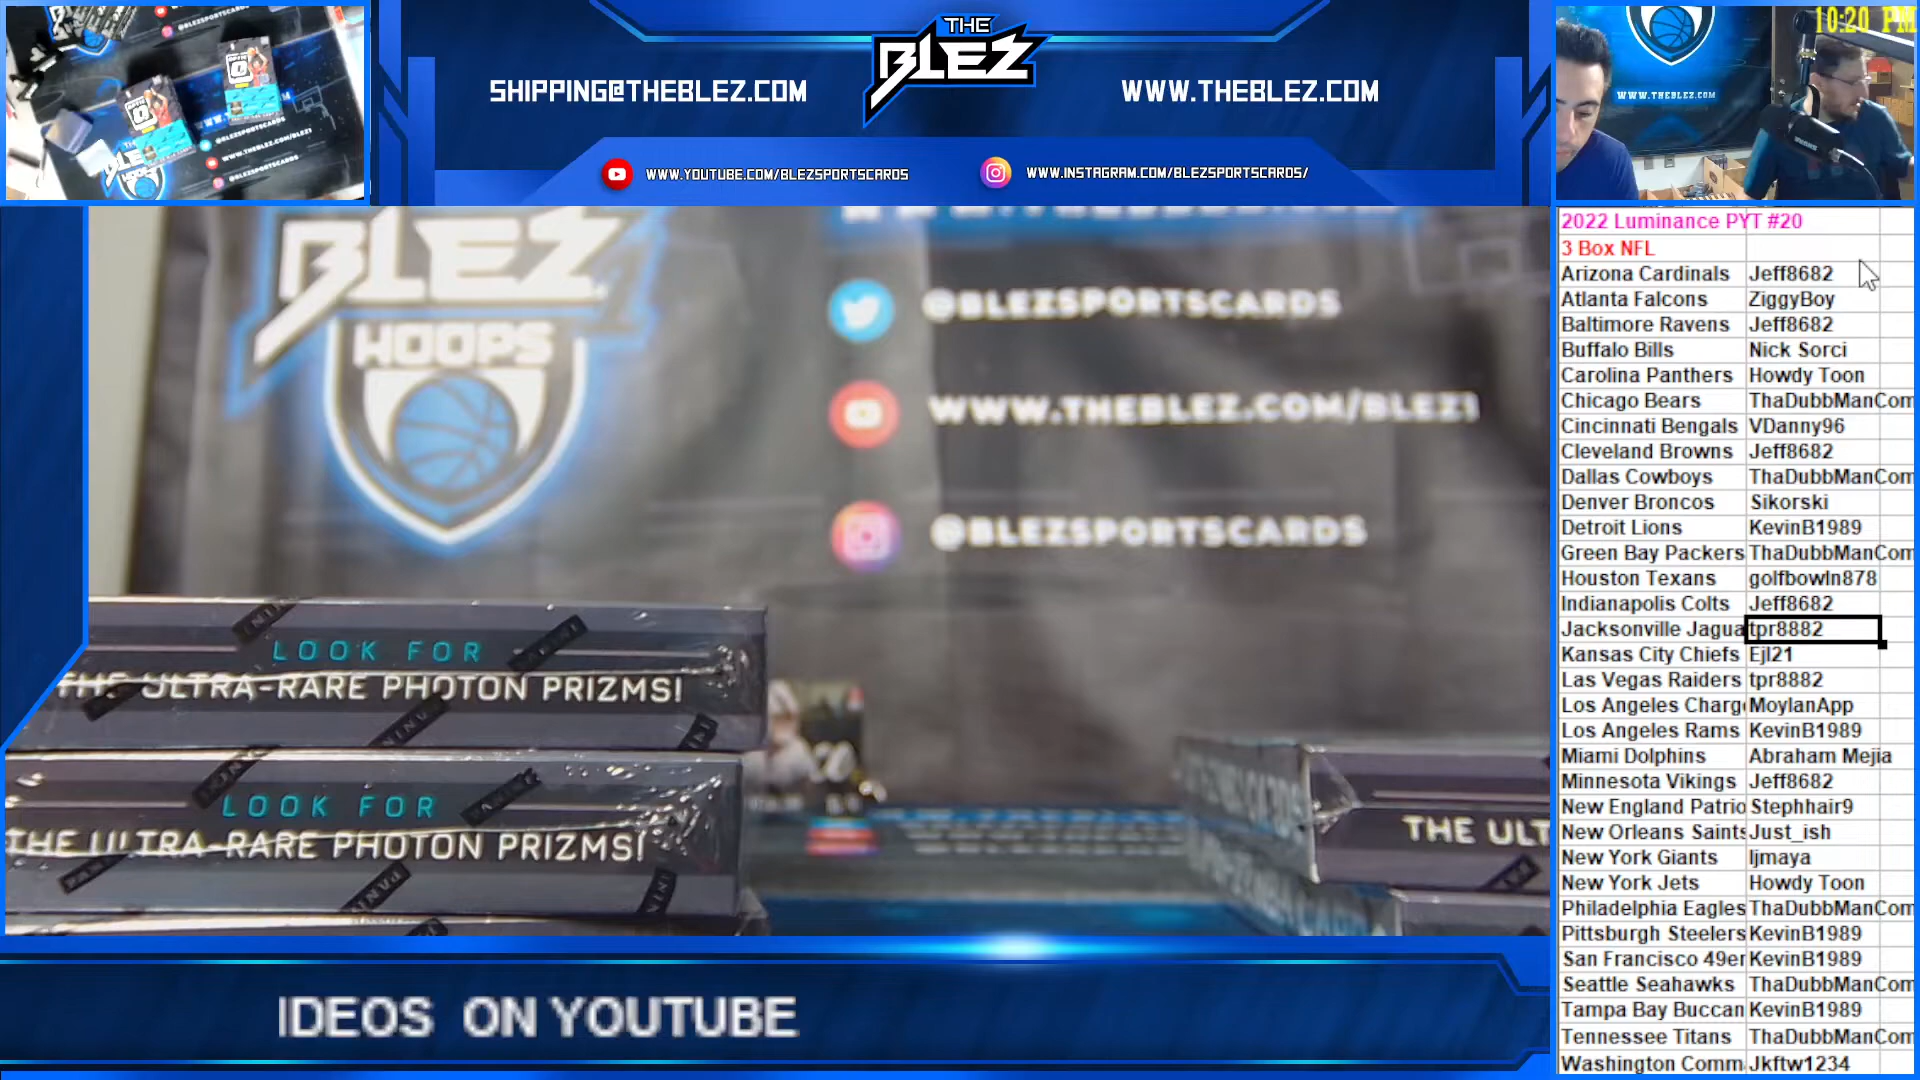 THE
BLEZ
SHIPPING@THEBLEZ.COM
WWW.THEBLEZ.COM
WWW.YOUTUBE.COM/BLEZSPORTSCARDS
WWW.INSTAGRAM.COM/BLEZSPORTSCARDS/
10:20 PM
WWW.THEBLEZ.COM
@BLEZSPORTSCARDS
WWW.THEBLEZ.COM/BLEZ1
@BLEZSPORTSCARDS
BLEZ
HOOPS
@BLEZSPORTSCARDS
WWW.THEBLEZ.COM/BLEZ1
@BLEZSPORTSCARDS
LOOK FOR
THE ULTRA-RARE PHOTON PRIZMS!
LOOK FOR
THE ULTRA-RARE PHOTON PRIZMS!
THE ULT
PANINI
IDEOS ON YOUTUBE
2022 Luminance PYT #20
3 Box NFL
Arizona Cardinals Jeff8682
Atlanta Falcons ZiggyBoy
Baltimore Ravens Jeff8682
Buffalo Bills Nick Sorci
Carolina Panthers Howdy Toon
Chicago Bears ThaDubbManCom
Cincinnati Bengals VDanny96
Cleveland Browns Jeff8682
Dallas Cowboys ThaDubbManCom
Denver Broncos Sikorski
Detroit Lions KevinB1989
Green Bay Packers ThaDubbManCom
Houston Texans golfbowln878
Indianapolis Colts Jeff8682
Jacksonville Jagua tpr8882
Kansas City Chiefs Ejl21
Las Vegas Raiders tpr8882
Los Angeles Charg MoylanApp
Los Angeles Rams KevinB1989
Miami Dolphins Abraham Mejia
Minnesota Vikings Jeff8682
New England Patrio Stephhair9
New Orleans Saints Just_ish
New York Giants ljmaya
New York Jets Howdy Toon
Philadelphia Eagles ThaDubbManCom
Pittsburgh Steelers KevinB1989
San Francisco 49er KevinB1989
Seattle Seahawks ThaDubbManCom
Tampa Bay Buccan KevinB1989
Tennessee Titans ThaDubbManCom
Washington Comm Jkftw1234